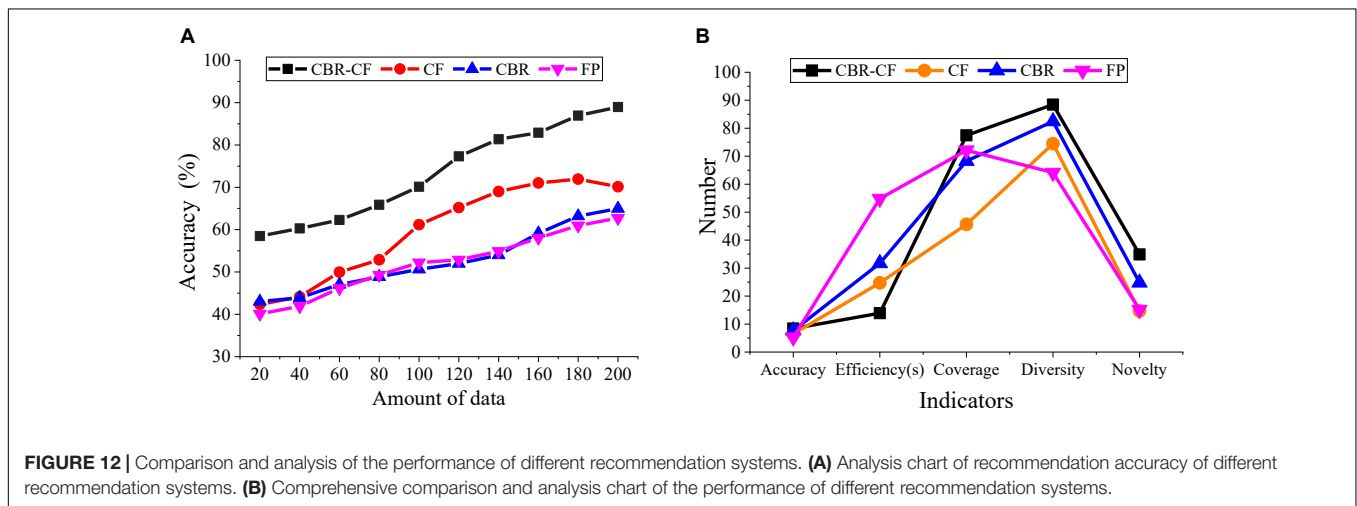 A
CBR-CF CF CBR FP
100
90
80
70
60
50
40
30
Accuracy (%)
20 40 60 80 100 120 140 160 180 200
Amount of data
B
CBR-CF CF CBR FP
100
90
80
70
60
50
40
30
20
10
0
Number
Accuracy Efficiency(s) Coverage Diversity Novelty
Indicators
FIGURE 12 | Comparison and analysis of the performance of different recommendation systems. (A) Analysis chart of recommendation accuracy of different
recommendation systems. (B) Comprehensive comparison and analysis chart of the performance of different recommendation systems.